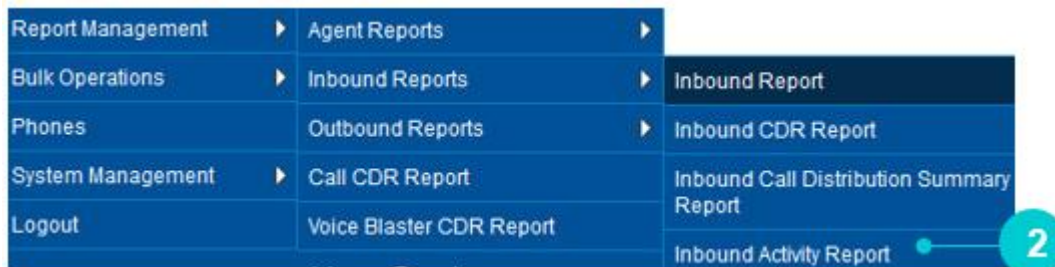 Report Management
Bulk Operations
Phones
System Management
Logout
Agent Reports
Inbound Reports
Outbound Reports
Call CDR Report
Voice Blaster CDR Report
Inbound Report
Inbound CDR Report
Inbound Call Distribution Summary
Report
Inbound Activity Report
2